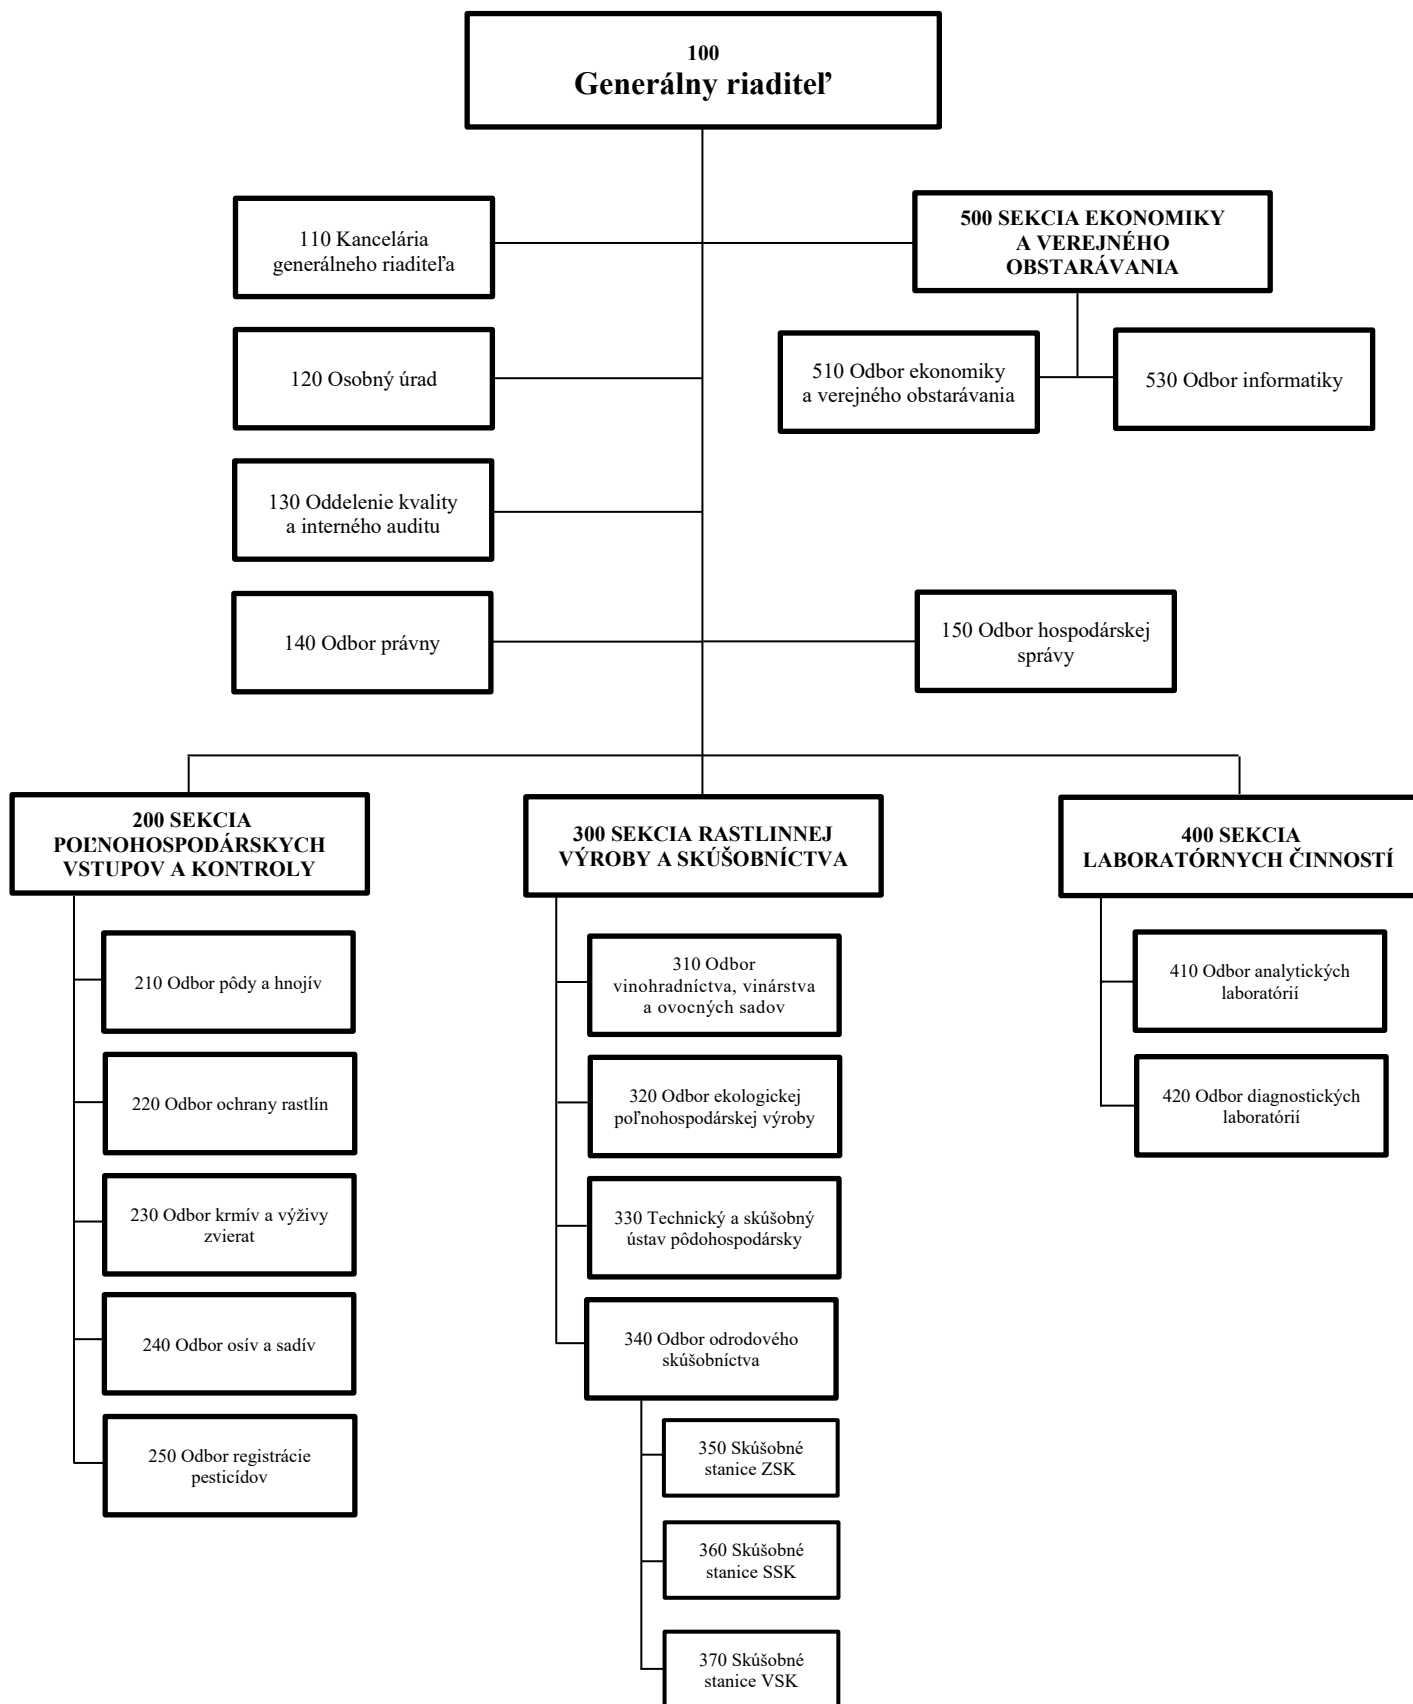 100
Generálny riaditeľ
110 Kancelária
generálneho riaditeľa
500 SEKCIA EKONOMIKY
A VEREJNÉHO
OBSTARÁVANIA
120 Osobný úrad
510 Odbor ekonomiky
a verejného obstarávania
530 Odbor informatiky
130 Oddelenie kvality
a interného auditu
140 Odbor právny
150 Odbor hospodárskej
správy
200 SEKCIA
POĽNOHOSPODÁRSKYCH
VSTUPOV A KONTROLY
300 SEKCIA RASTLINNEJ
VÝROBY A SKÚŠOBNÍCTVA
400 SEKCIA
LABORATÓRNYCH ČINNOSTÍ
210 Odbor pôdy a hnojív
220 Odbor ochrany rastlín
230 Odbor krmív a výživy
zvierat
240 Odbor osív a sadív
250 Odbor registrácie
pesticídov
310 Odbor
vinohradníctva, vinárstva
a ovocných sadov
320 Odbor ekologickej
poľnohospodárskej výroby
330 Technický a skúšobný
ústav pôdohospodársky
340 Odbor odrodového
skúšobníctva
350 Skúšobné
stanice ZSK
360 Skúšobné
stanice SSK
370 Skúšobné
stanice VSK
410 Odbor analytických
laboratórií
420 Odbor diagnostických
laboratórií